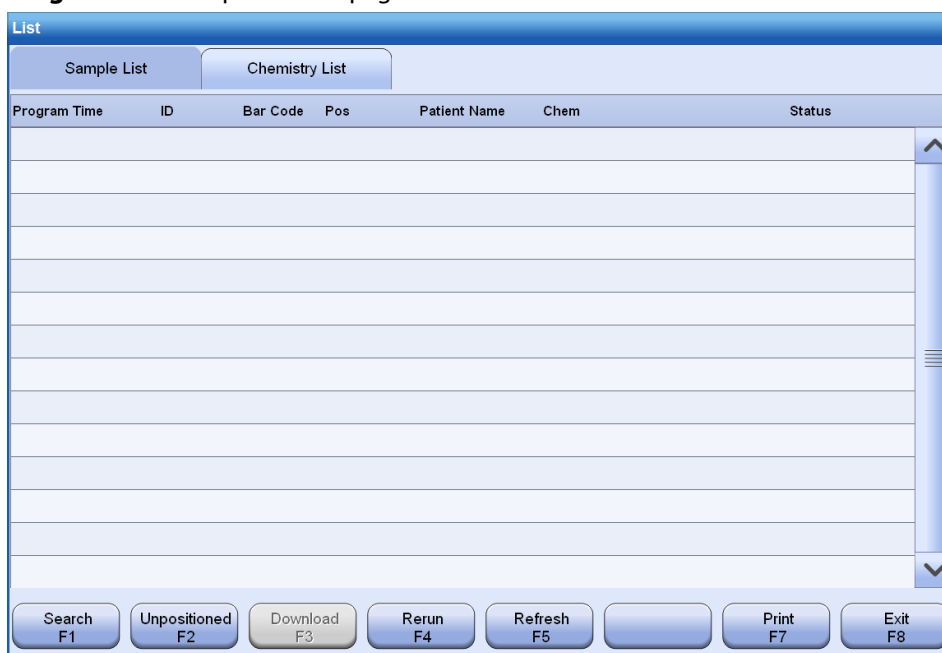 List
Sample List Chemistry List
Program Time ID Bar Code Pos Patient Name Chem Status
Search Unpositioned Download Rerun Refresh Print Exit
F1 F2 F3 F4 F5 F7 F8